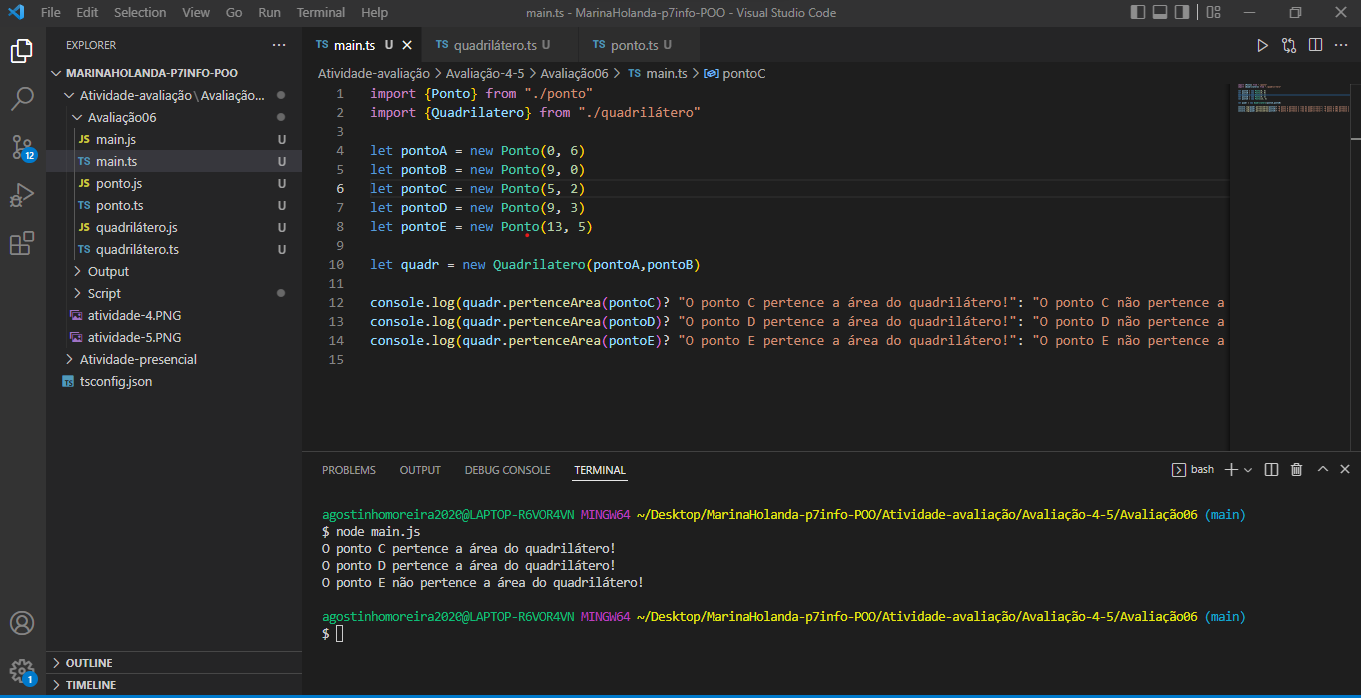 File Edit Selection View Go Run Terminal Help
main.ts - MarinaHolanda-p7info-POO - Visual Studio Code
EXPLORER
MARINAHOLANDA-P7INFO-POO
Atividade-avaliação \ Avaliação...
Avaliação06
JS main.js U
TS main.ts U
JS ponto.js U
TS ponto.ts U
JS quadrilátero.js U
TS quadrilátero.ts U
Output
Script
atividade-4.PNG
atividade-5.PNG
Atividade-presencial
TS tsconfig.json
OUTLINE
TIMELINE
12
1
TS main.ts U
TS quadrilátero.ts U
TS ponto.ts U
Atividade-avaliação > Avaliação-4-5 > Avaliação06 > TS main.ts > pontoC
1 import {Ponto} from "./ponto"
2 import {Quadrilatero} from "./quadrilátero"
3
4 let pontoA = new Ponto(0, 6)
5 let pontoB = new Ponto(9, 0)
6 let pontoC = new Ponto(5, 2)
7 let pontoD = new Ponto(9, 3)
8 let pontoE = new Ponto(13, 5)
9
10 let quadr = new Quadrilatero(pontoA,pontoB)
11
12 console.log(quadr.pertenceArea(pontoC)? "O ponto C pertence a área do quadrilátero!": "O ponto C não pertence a
13 console.log(quadr.pertenceArea(pontoD)? "O ponto D pertence a área do quadrilátero!": "O ponto D não pertence a
14 console.log(quadr.pertenceArea(pontoE)? "O ponto E pertence a área do quadrilátero!": "O ponto E não pertence a
15
PROBLEMS OUTPUT DEBUG CONSOLE TERMINAL
bash
agostinhomoreira2020@LAPTOP-R6VOR4VN MINGW64 ~/Desktop/MarinaHolanda-p7info-POO/Atividade-avaliação/Avaliação-4-5/Avaliação06 (main)
$ node main.js
O ponto C pertence a área do quadrilátero!
O ponto D pertence a área do quadrilátero!
O ponto E não pertence a área do quadrilátero!
agostinhomoreira2020@LAPTOP-R6VOR4VN MINGW64 ~/Desktop/MarinaHolanda-p7info-POO/Atividade-avaliação/Avaliação-4-5/Avaliação06 (main)
$